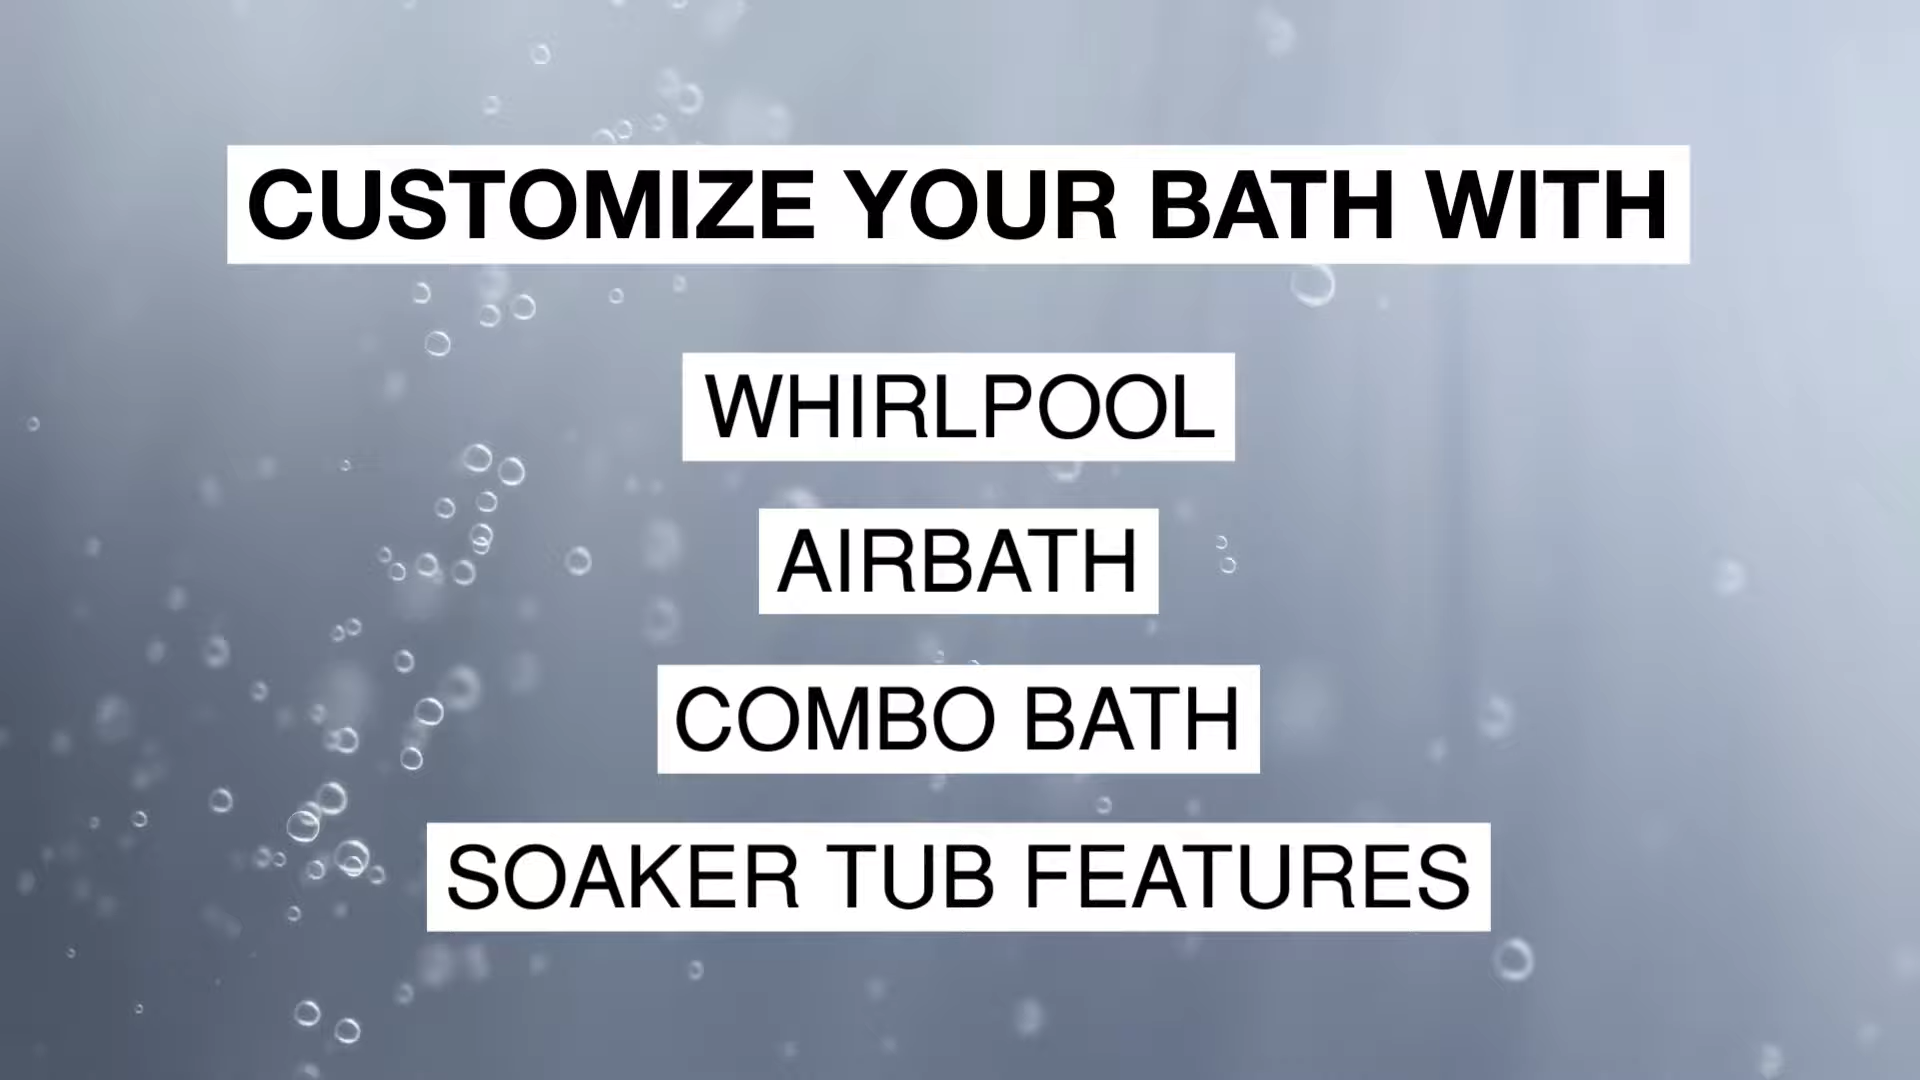 CUSTOMIZE YOUR BATH WITH
WHIRLPOOL
AIRBATH
COMBO BATH
SOAKER TUB FEATURES